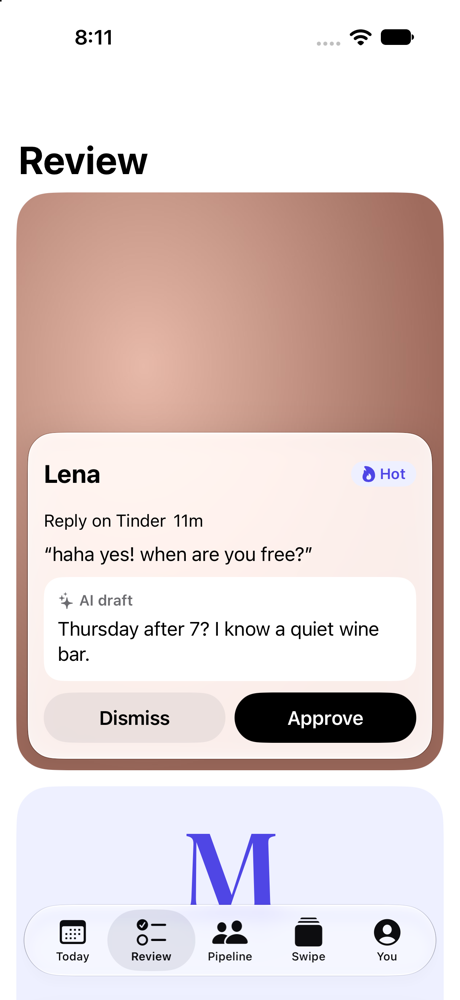 8:11
Review
Lena
Hot
Reply on Tinder 11m
“haha yes! when are you free?”
AI draft
Thursday after 7? I know a quiet wine
bar.
Dismiss
Approve
M
Today
Review
Pipeline
Swipe
You